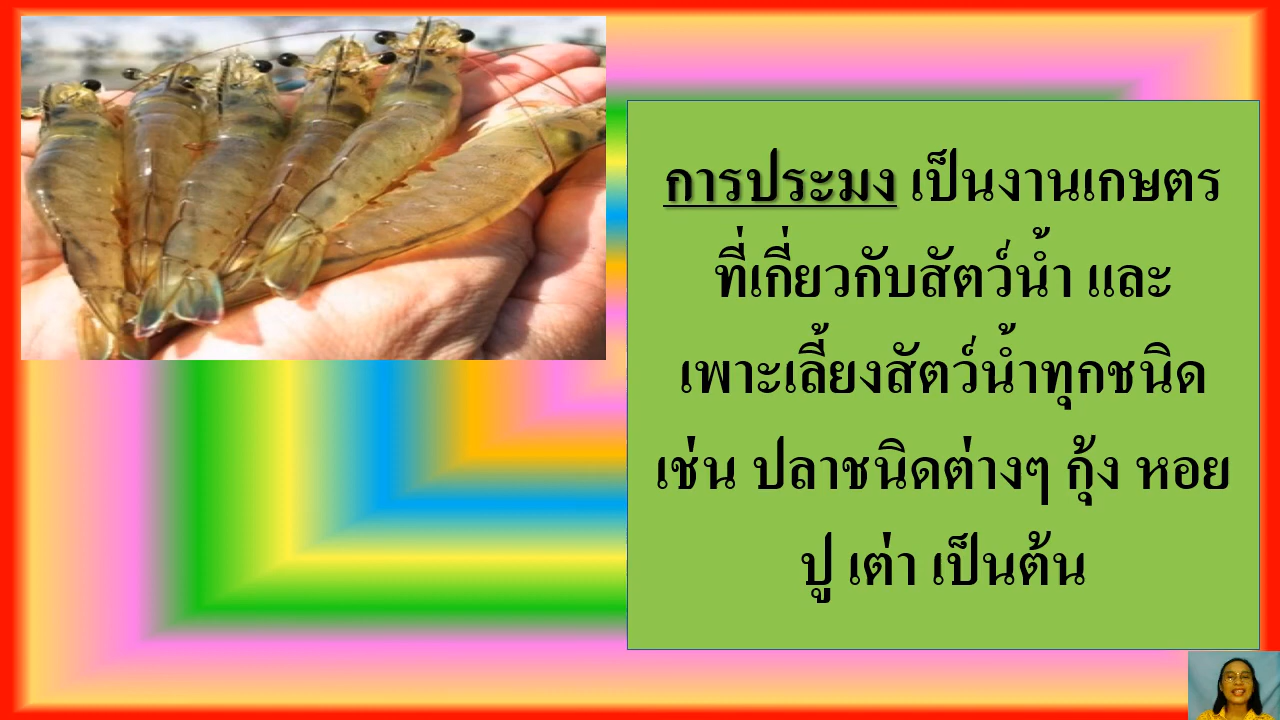 การประมง เป็นงานเกษตร
ที่เกี่ยวกับสัตว์น้ำ และ
เพาะเลี้ยงสัตว์น้ำทุกชนิด
เช่น ปลาชนิดต่างๆ กุ้ง หอย
ปู เต่า เป็นต้น